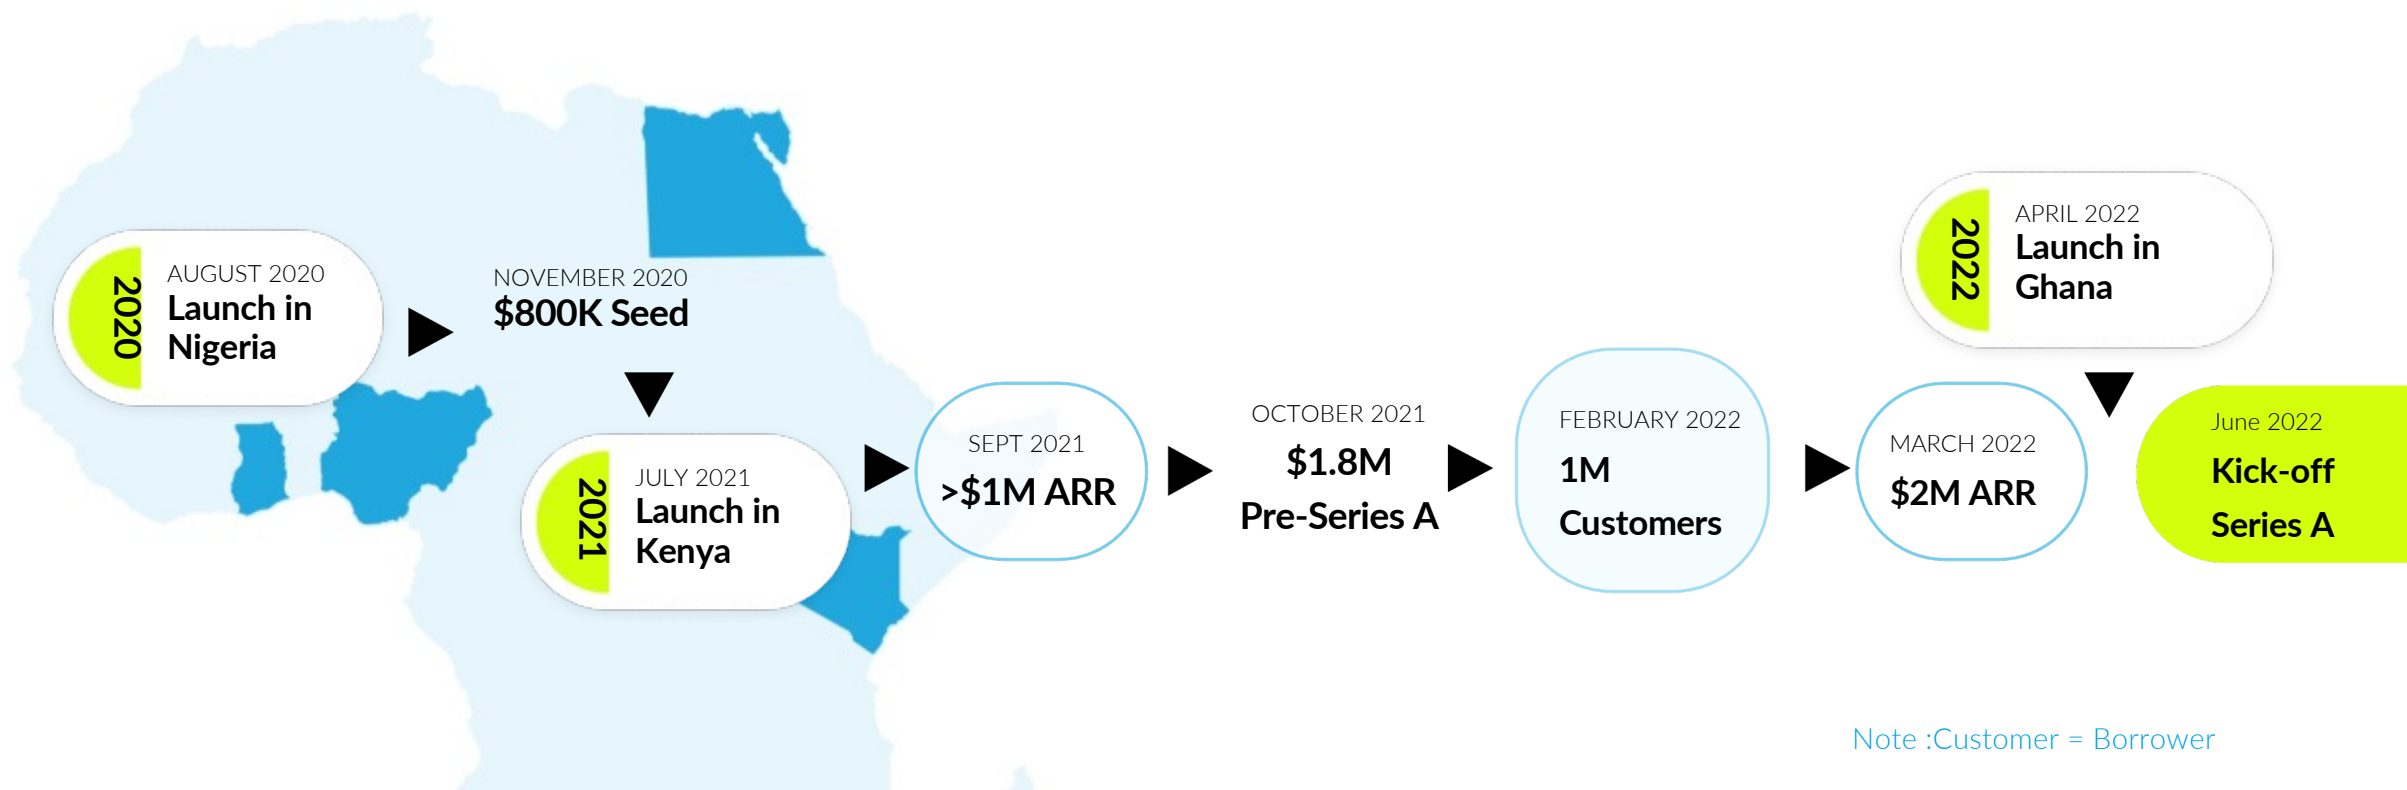 2020
AUGUST 2020
Launch in
Nigeria
NOVEMBER 2020
$800K Seed
2021
JULY 2021
Launch in
Kenya
SEPT 2021
>$1M ARR
OCTOBER 2021
$1.8M
Pre-Series A
FEBRUARY 2022
1M
Customers
MARCH 2022
$2M ARR
2022
APRIL 2022
Launch in
Ghana
June 2022
Kick-off
Series A
Note :Customer = Borrower